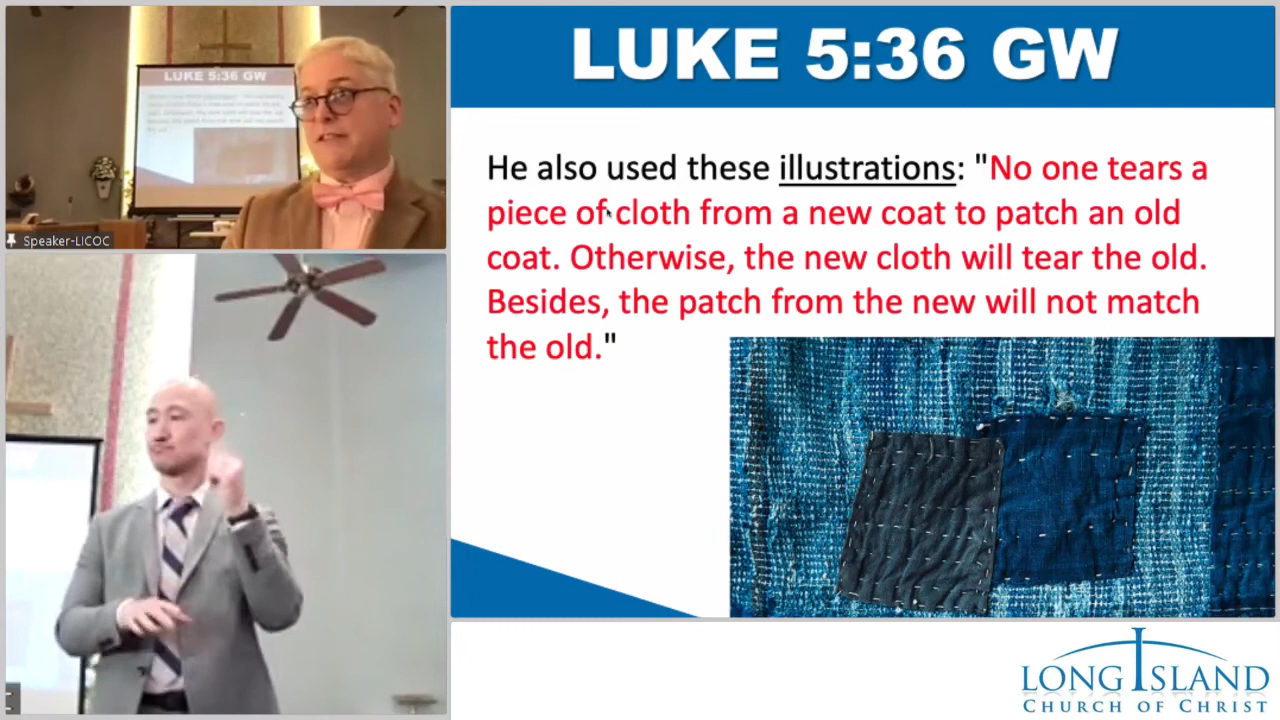 LUKE 5:36 GW
Speaker-LICOC
LUKE 5:36 GW
He also used these illustrations: "No one tears a
piece of cloth from a new coat to patch an old
coat. Otherwise, the new cloth will tear the old.
Besides, the patch from the new will not match
the old."
LONG ISLAND
CHURCH OF CHRIST